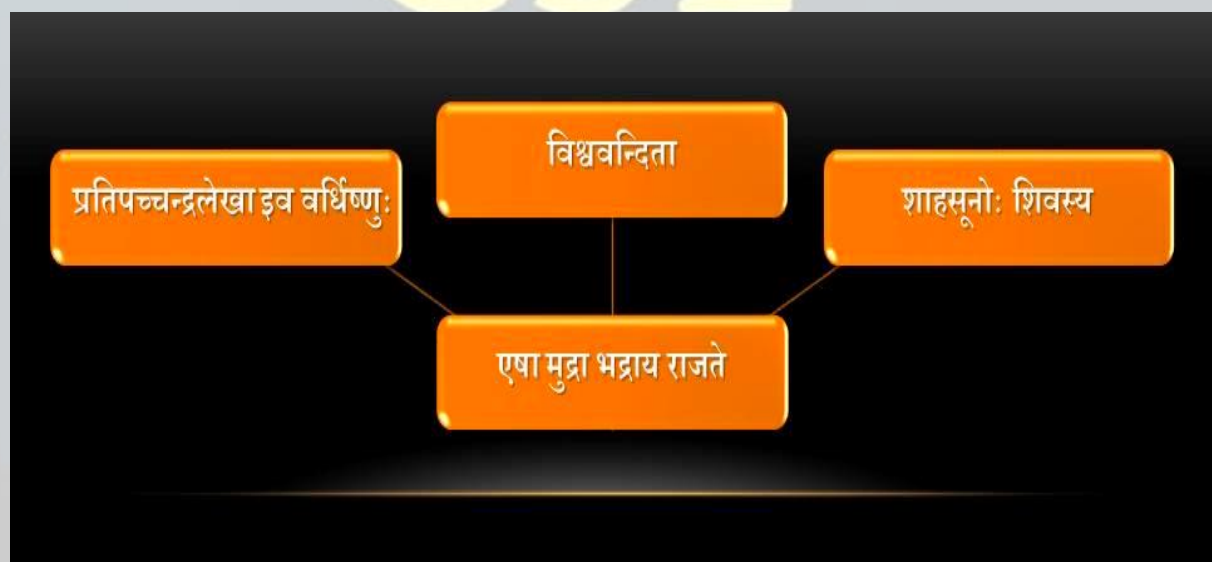 विश्ववन्दिता
प्रतिपच्चन्द्रलेखा इव वर्धिष्णुः
शाहसूनोः शिवस्य
एषा मुद्रा भद्राय राजते